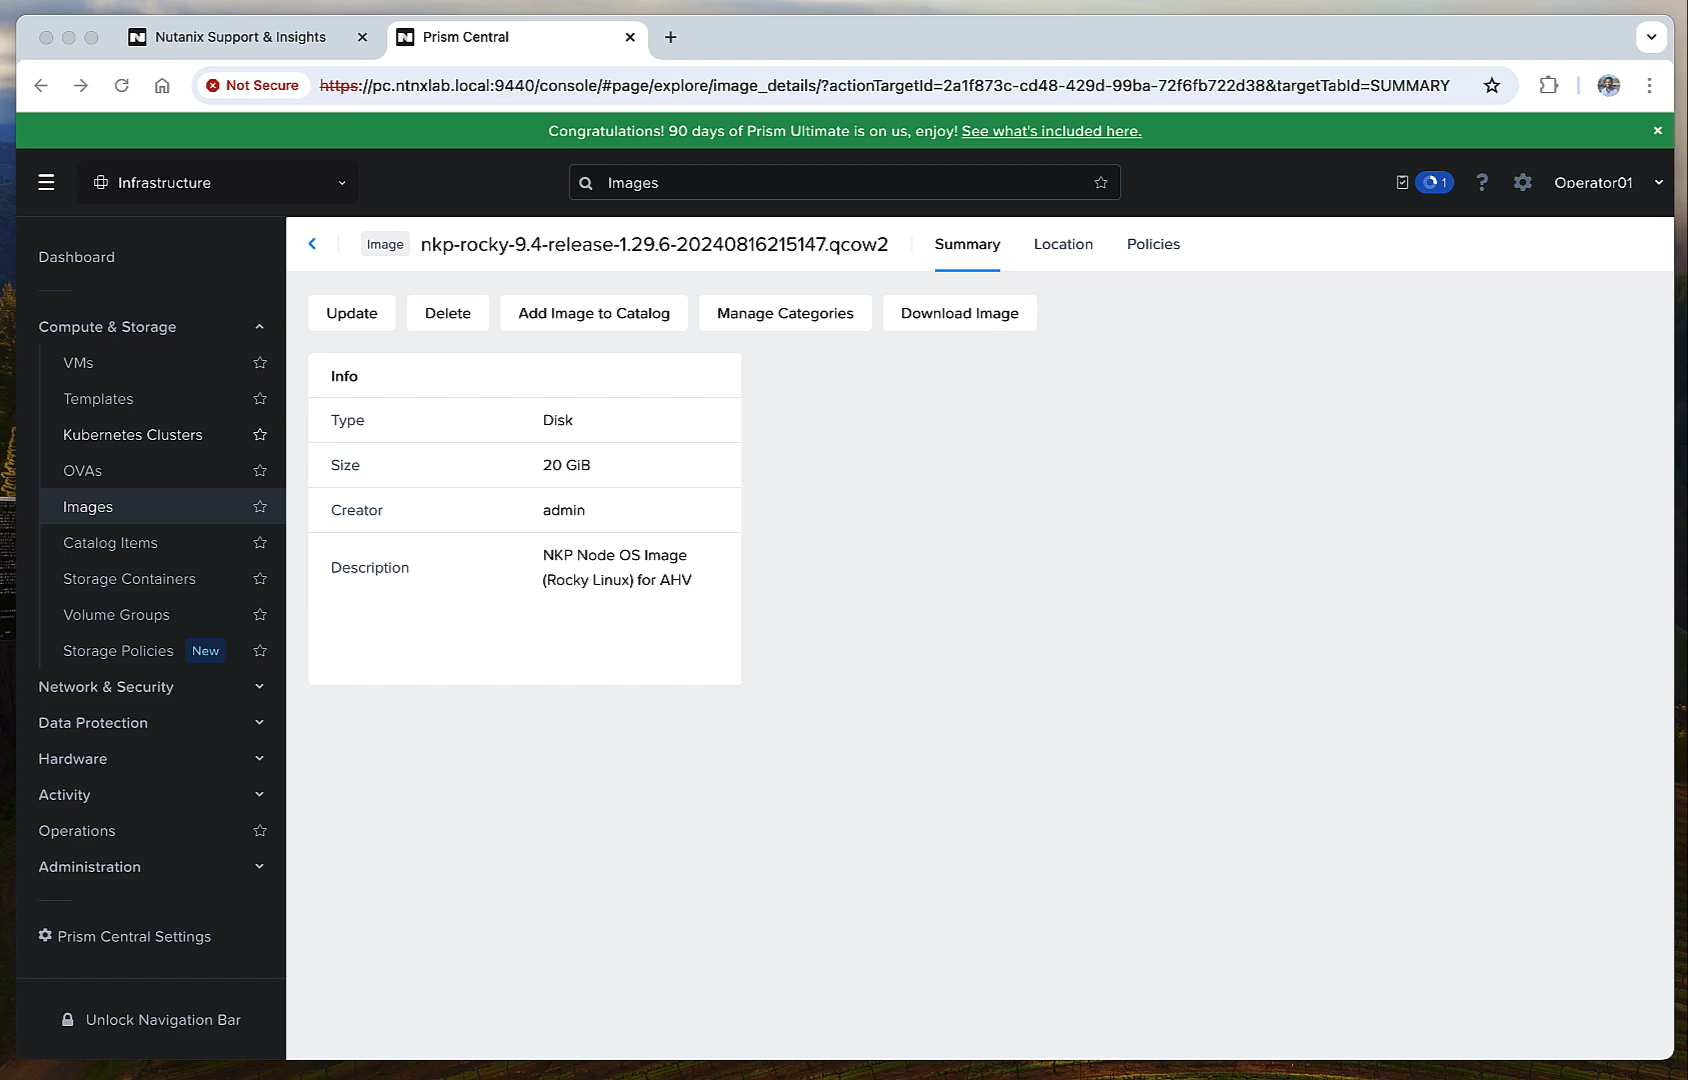 Nutanix Support & Insights
Prism Central
Not Secure https://pc.ntnxlab.local:9440/console/#page/explore/image_details/?actionTargetId=2a1f873c-cd48-429d-99ba-72f6fb722d38&targetTabId=SUMMARY
Congratulations! 90 days of Prism Ultimate is on us, enjoy! See what's included here.
Infrastructure
Images
1
Operator01
Dashboard
Compute & Storage
VMs
Templates
Kubernetes Clusters
OVAs
Images
Catalog Items
Storage Containers
Volume Groups
Storage Policies New
Network & Security
Data Protection
Hardware
Activity
Operations
Administration
Prism Central Settings
Unlock Navigation Bar
Image nkp-rocky-9.4-release-1.29.6-20240816215147.qcow2
Summary Location Policies
Update Delete Add Image to Catalog Manage Categories Download Image
Info
Type Disk
Size 20 GiB
Creator admin
Description NKP Node OS Image
(Rocky Linux) for AHV